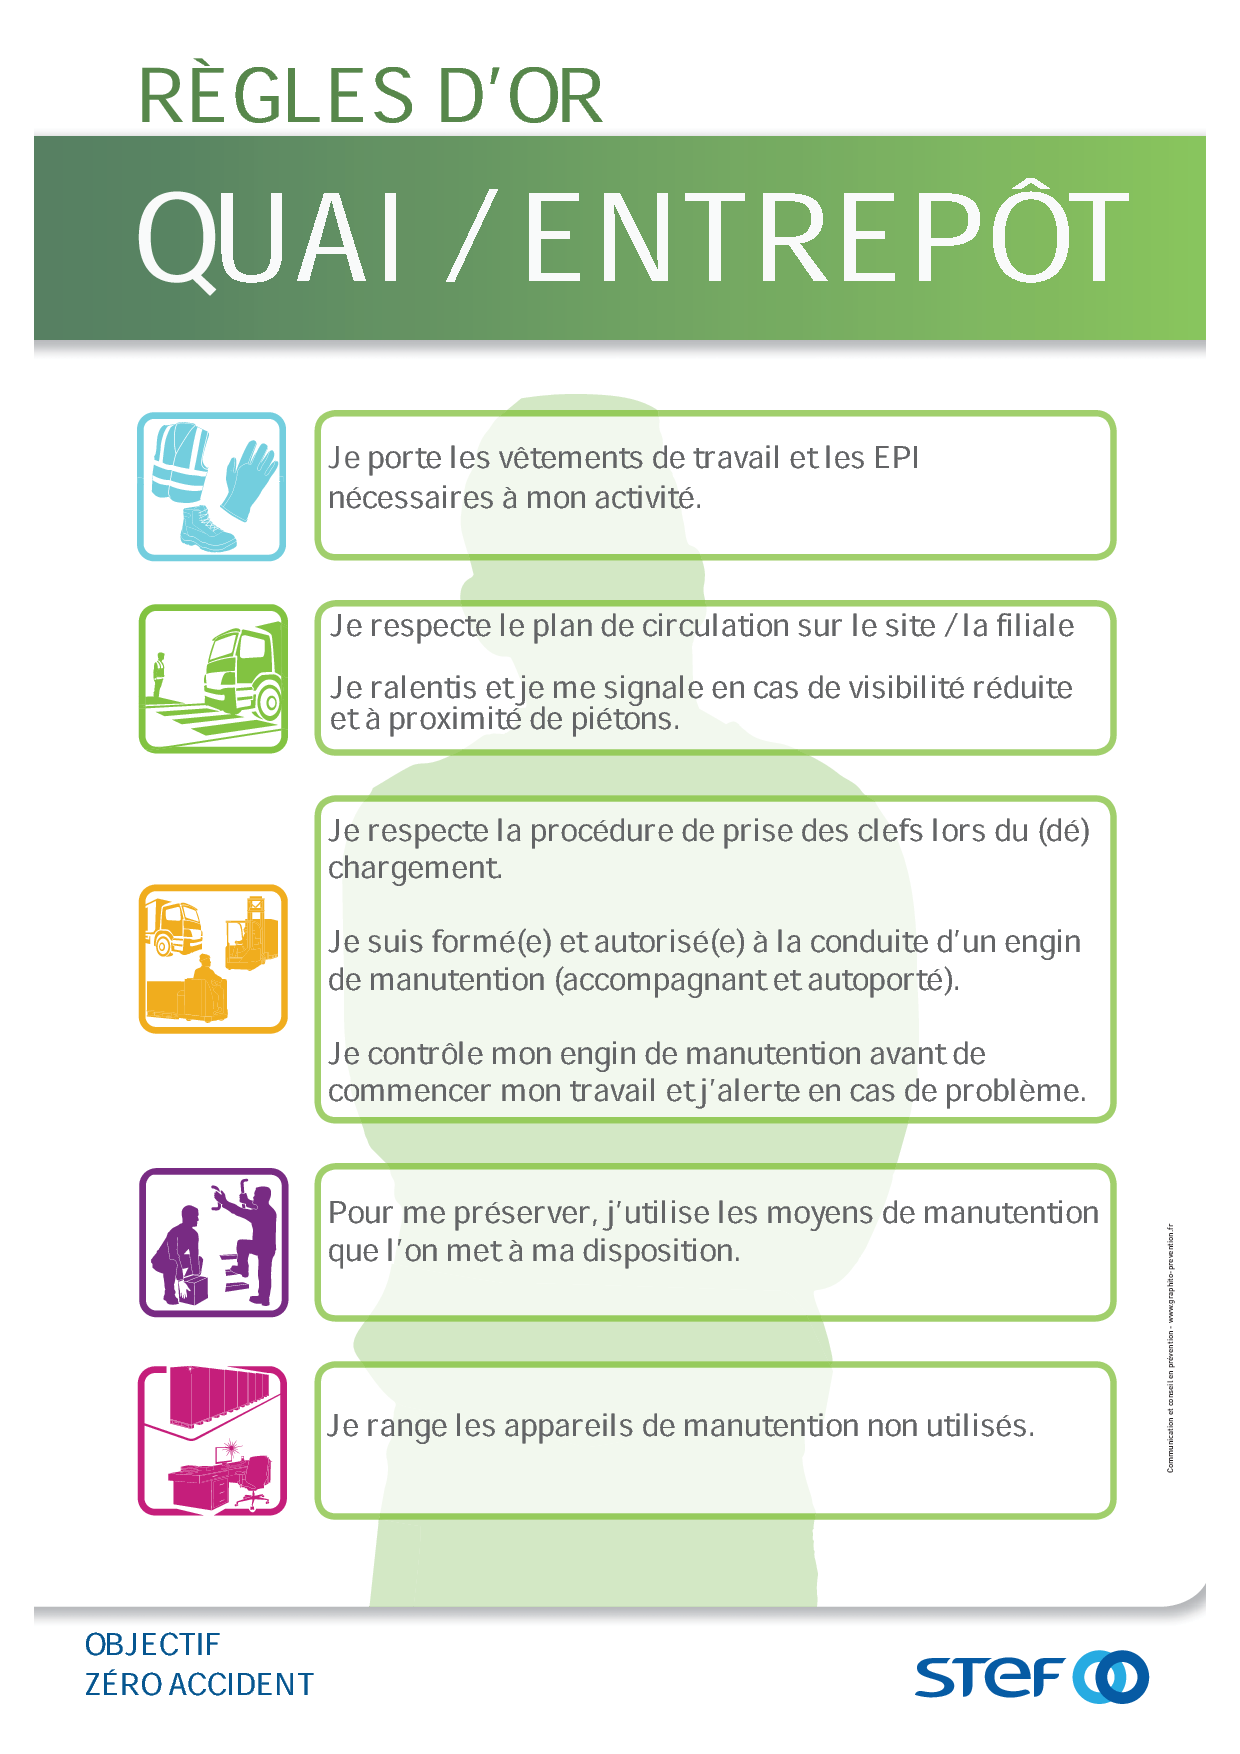 RÈGLES D'OR
QUAI / ENTREPÔT
Je porte les vêtements de travail et les EPI
nécessaires à mon activité.
Je respecte le plan de circulation sur le site / la filiale
Je ralentis et je me signale en cas de visibilité réduite
et à proximité de piétons.
Je respecte la procédure de prise des clefs lors du (dé)
chargement.
Je suis formé(e) et autorisé(e) à la conduite d'un engin
de manutention (accompagnant et autoporté).
Je contrôle mon engin de manutention avant de
commencer mon travail et j'alerte en cas de problème.
Pour me préserver, j'utilise les moyens de manutention
que l'on met à ma disposition.
Je range les appareils de manutention non utilisés.
Communication et conseil en prévention - www.graphito-prevention.fr
OBJECTIF
ZÉRO ACCIDENT
STEF